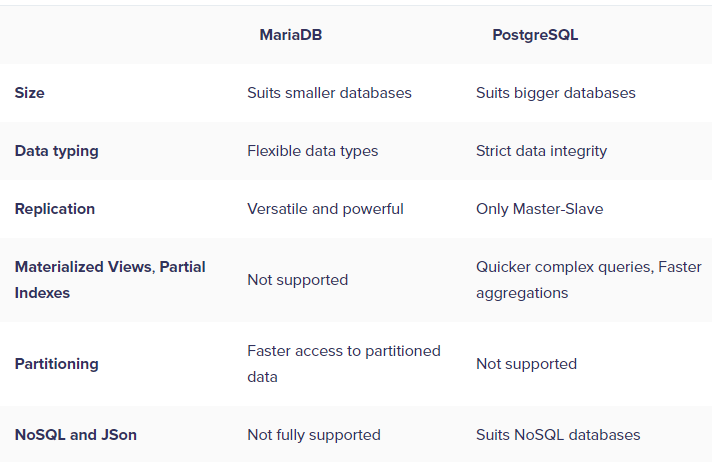 MariaDB PostgreSQL
Size Suits smaller databases Suits bigger databases
Data typing Flexible data types Strict data integrity
Replication Versatile and powerful Only Master-Slave
Materialized Views, Partial
Indexes
Not supported
Quicker complex queries, Faster
aggregations
Partitioning
Faster access to partitioned
data
Not supported
NoSQL and JSon Not fully supported Suits NoSQL databases